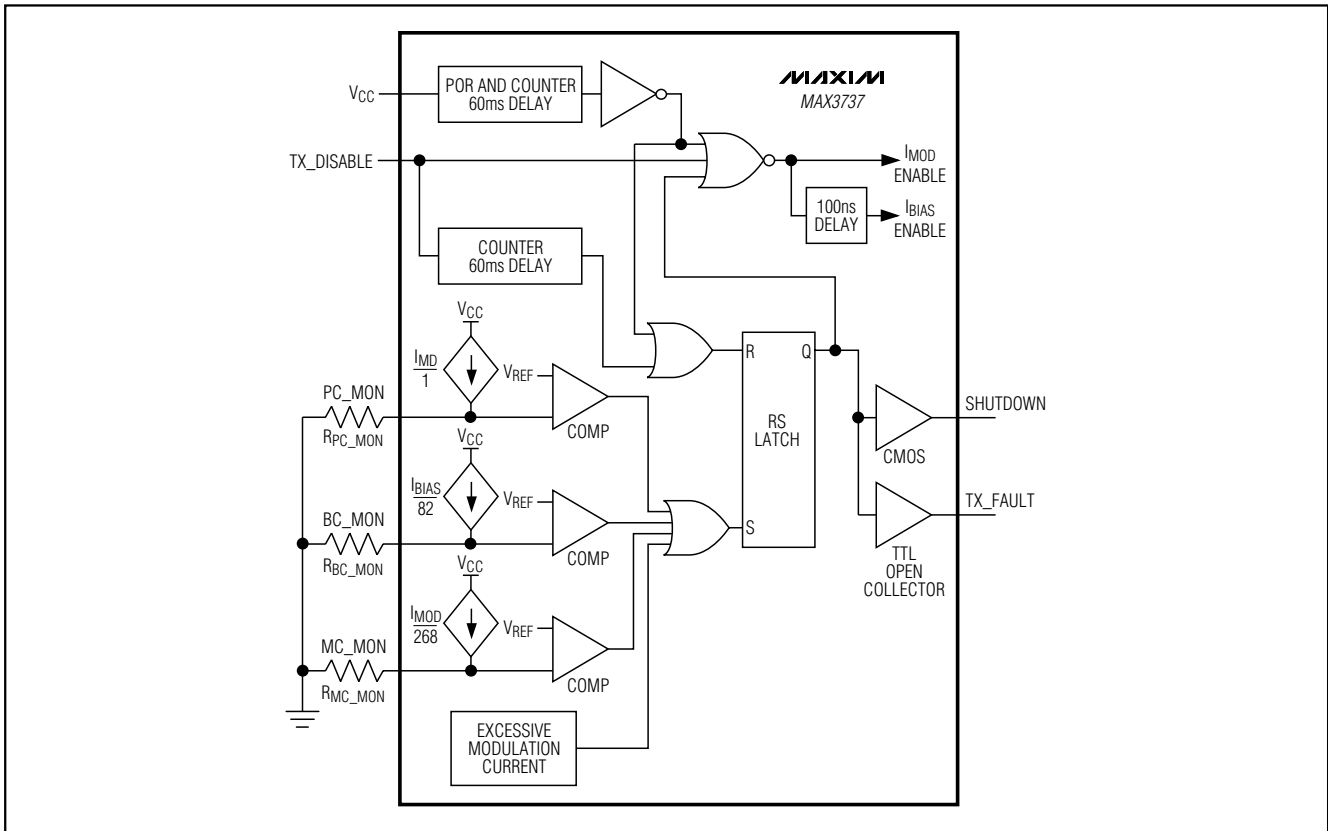 MAXIM
MAX3737
VCC
POR AND COUNTER
60ms DELAY
TX_DISABLE
IMOD
ENABLE
100ns
DELAY
IBIAS
ENABLE
COUNTER
60ms DELAY
VCC
IMD
1
VREF
COMP
PC_MON
RPC_MON
R
Q
RS
LATCH
S
SHUTDOWN
CMOS
VCC
IBIAS
82
VREF
COMP
BC_MON
RBC_MON
TX_FAULT
TTL
OPEN
COLLECTOR
VCC
IMOD
268
VREF
COMP
MC_MON
RMC_MON
EXCESSIVE
MODULATION
CURRENT